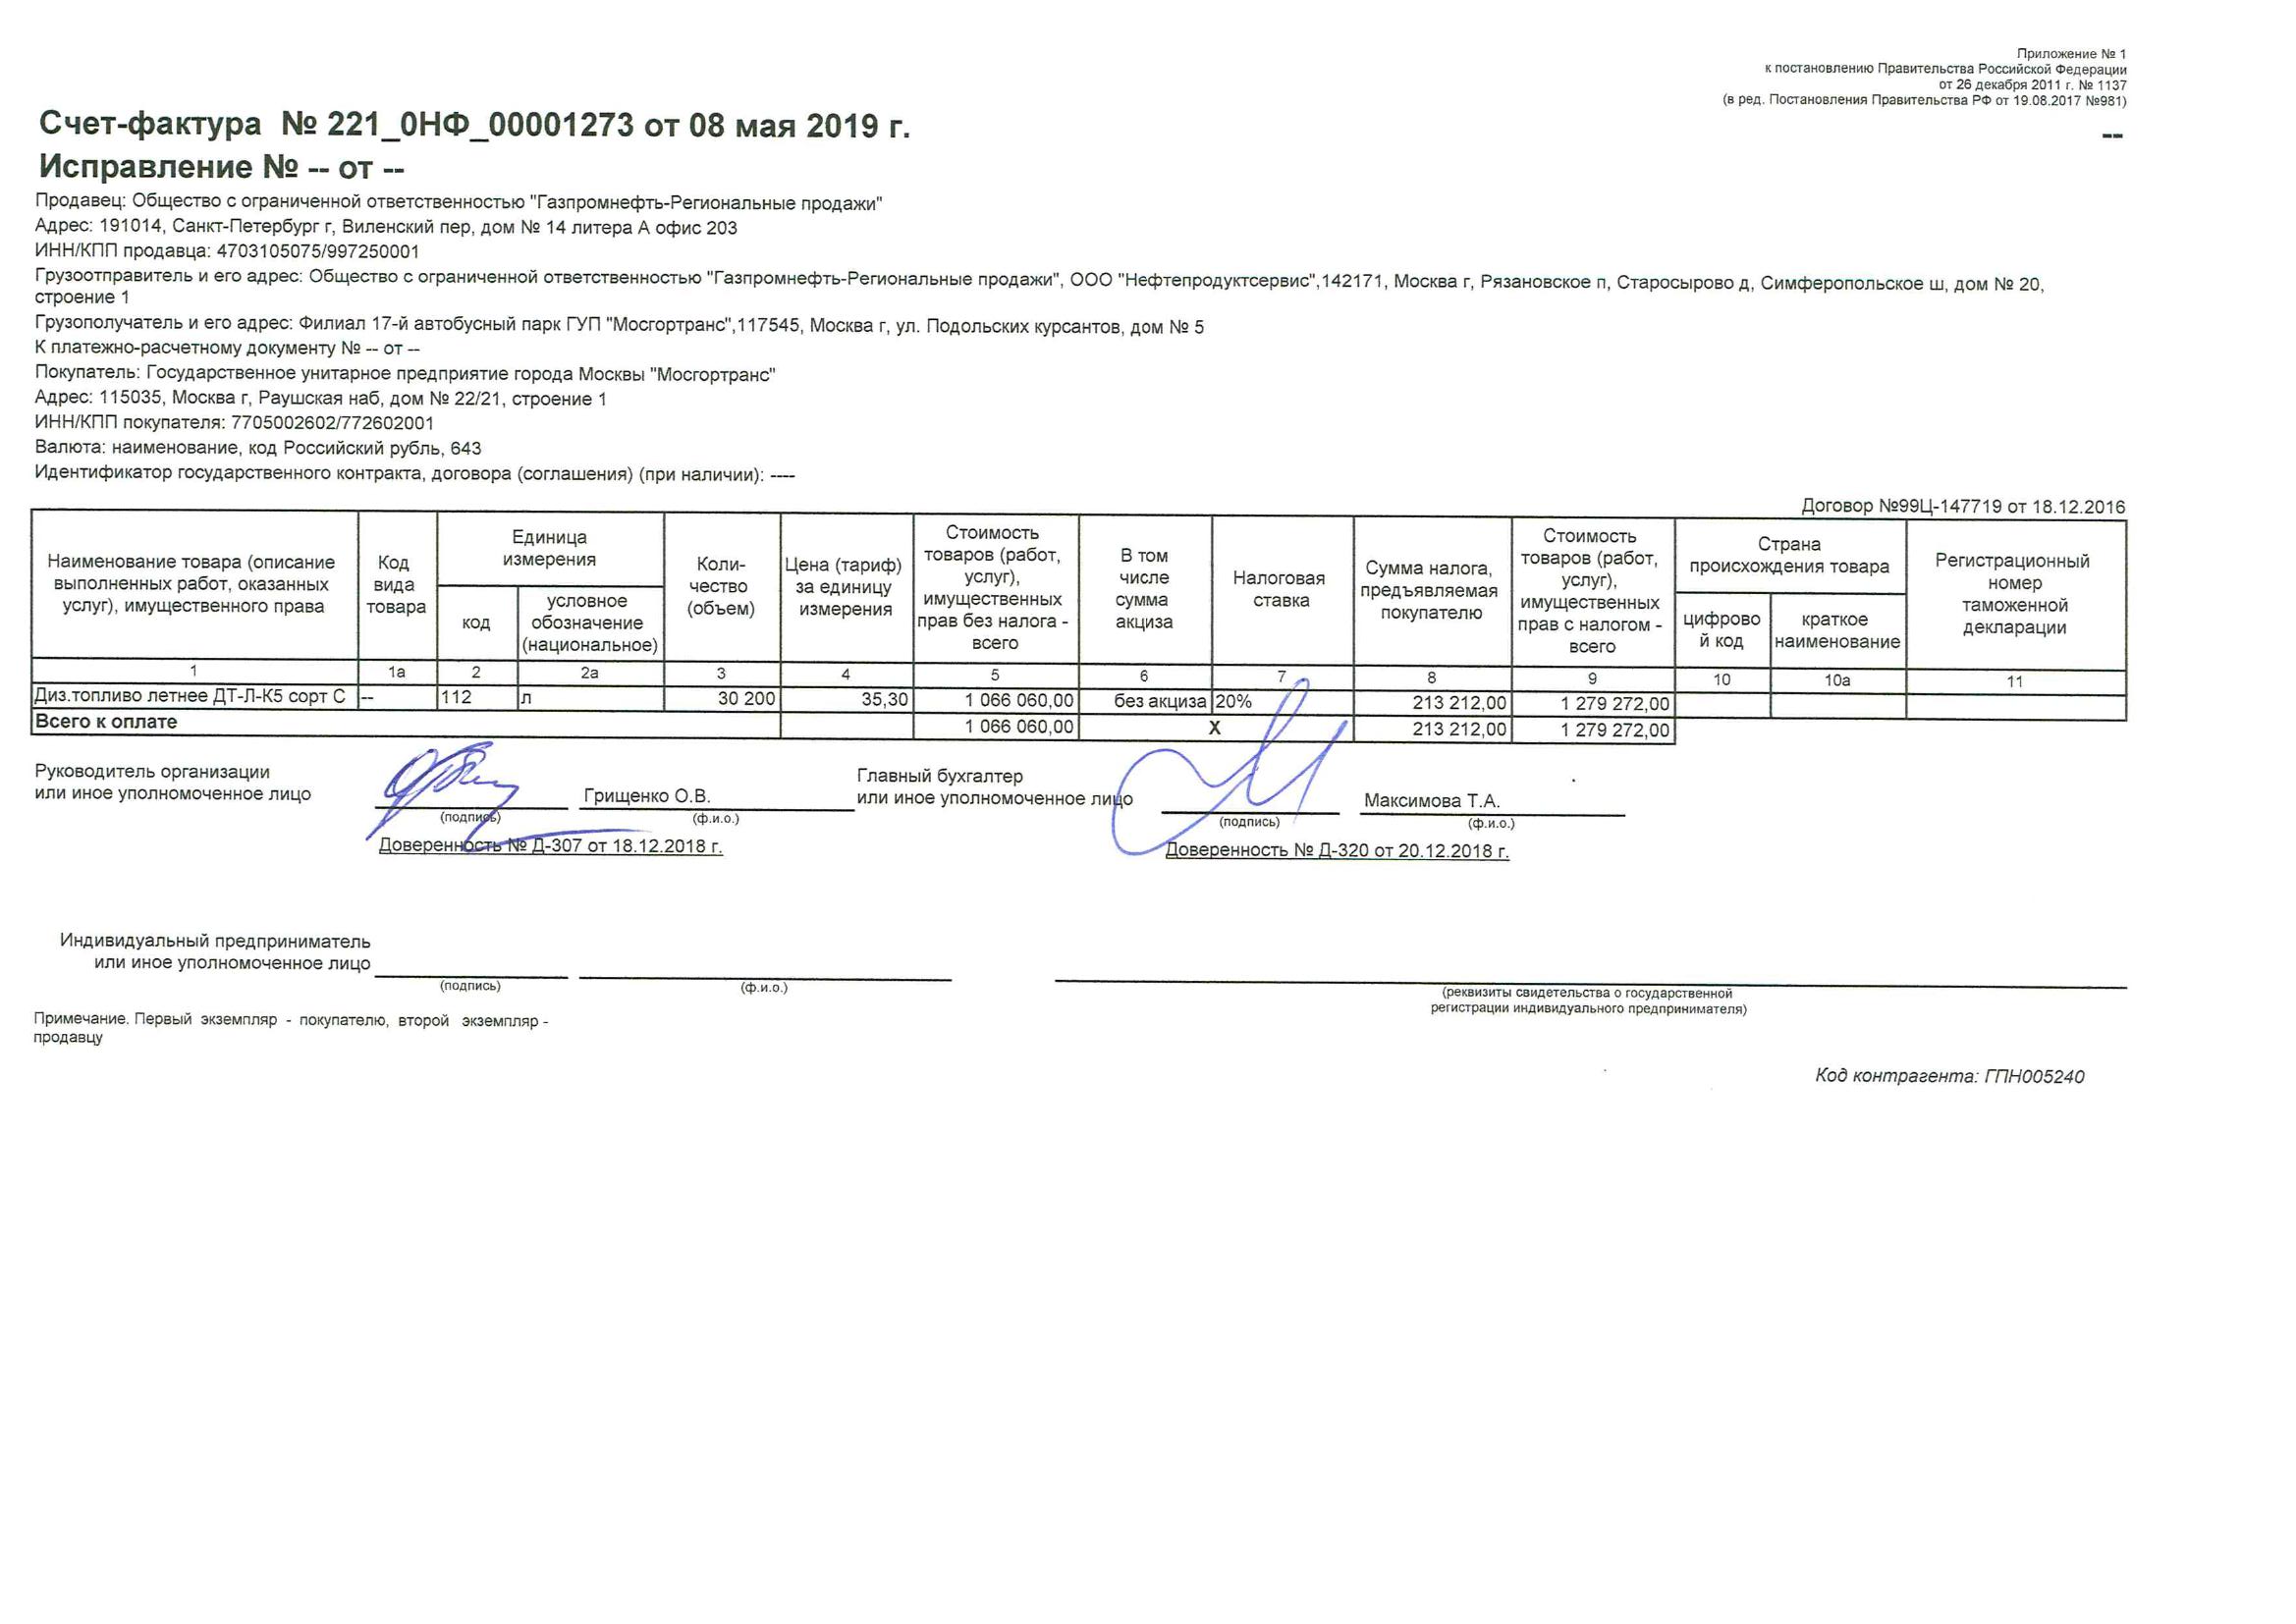 Приложение № 1
к постановлению Правительства Российской Федерации
от 26 декабря 2011 г. № 1137
(в ред. Постановления Правительства РФ от 19.08.2017 №981)
Счет-фактура № 221_0НФ_00001273 от 08 мая 2019 г.
--
Исправление № -- от --
Продавец: Общество с ограниченной ответственностью "Газпромнефть-Региональные продажи"
Адрес: 191014, Санкт-Петербург г, Виленский пер, дом № 14 литера А офис 203
ИНН/КПП продавца: 4703105075/997250001
Грузоотправитель и его адрес: Общество с ограниченной ответственностью "Газпромнефть-Региональные продажи", ООО "Нефтепродуктсервис",142171, Москва г, Рязановское п, Старосырово д, Симферопольское ш, дом № 20,
строение 1
Грузополучатель и его адрес: Филиал 17-й автобусный парк ГУП "Мосгортранс",117545, Москва г, ул. Подольских курсантов, дом № 5
К платежно-расчетному документу № -- от --
Покупатель: Государственное унитарное предприятие города Москвы "Мосгортранс"
Адрес: 115035, Москва г, Раушская наб, дом № 22/21, строение 1
ИНН/КПП покупателя: 7705002602/772602001
Валюта: наименование, код Российский рубль, 643
Идентификатор государственного контракта, договора (соглашения) (при наличии): ----
Договор №99Ц-147719 от 18.12.2016
Наименование товара (описание
выполненных работ, оказанных
услуг), имущественного права
Код
вида
товара
Единица
измерения
код
условное
обозначение
(национальное)
Коли-
чество
(объем)
Цена (тариф)
за единицу
измерения
Стоимость
товаров (работ,
услуг),
имущественных
прав без налога -
всего
В том
числе
сумма
акциза
Налоговая
ставка
Сумма налога,
предъявляемая
покупателю
Стоимость
товаров (работ,
услуг),
имущественных
прав с налогом -
всего
Страна
происхождения товара
цифрово
й код
краткое
наименование
Регистрационный
номер
таможенной
декларации
1 1а 2 2а 3 4 5 6 7 8 9 10 10а 11
Диз.топливо летнее ДТ-Л-К5 сорт С -- 112 л 30 200 35,30 1 066 060,00 без акциза 20% 213 212,00 1 279 272,00
Всего к оплате 1 066 060,00 X 213 212,00 1 279 272,00
Руководитель организации
или иное уполномоченное лицо
Грищенко О.В.
(подпись) (ф.и.о.)
Доверенность № Д-307 от 18.12.2018 г.
Главный бухгалтер
или иное уполномоченное лицо
Максимова Т.А.
(подпись) (ф.и.о.)
Доверенность № Д-320 от 20.12.2018 г.
Индивидуальный предприниматель
или иное уполномоченное лицо
(подпись) (ф.и.о.)
(реквизиты свидетельства о государственной
регистрации индивидуального предпринимателя)
Примечание. Первый экземпляр - покупателю, второй экземпляр -
продавцу
Код контрагента: ГПН005240